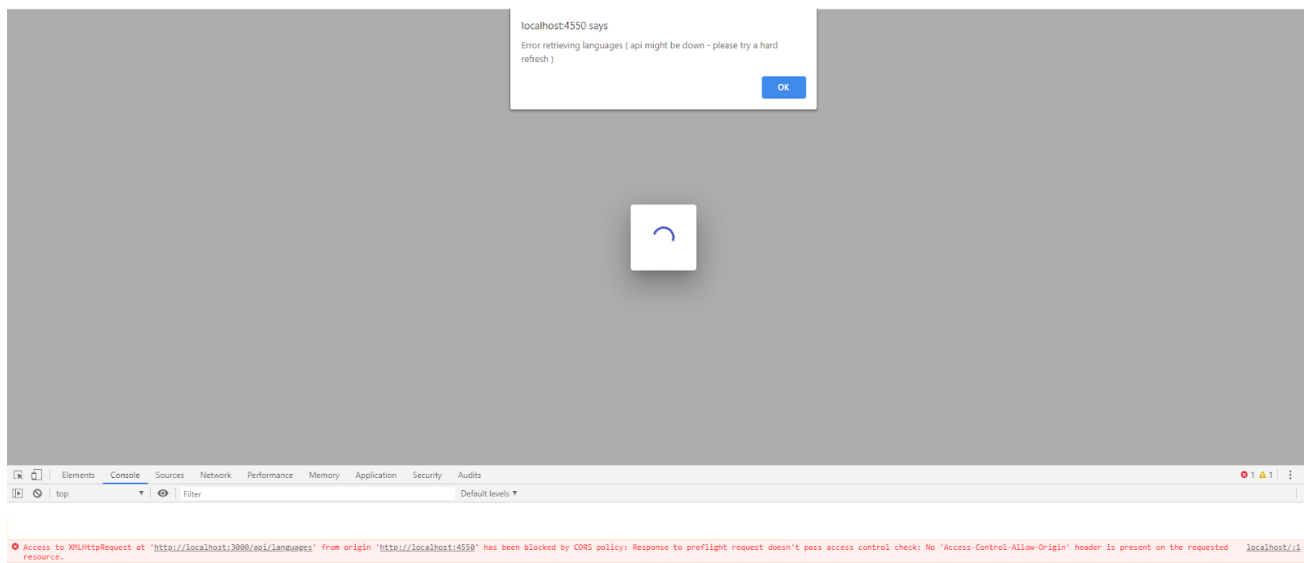 localhost:4550 says
Error retrieving languages ( api might be down - please try a hard
refresh )
OK
Elements Console Sources Network Performance Memory Application Security Audits 1 1
top Filter Default levels
Access to XMLHttpRequest at 'http://localhost:3000/api/languages' from origin 'http://localhost:4550' has been blocked by CORS policy: Response to preflight request doesn't pass access control check: No 'Access-Control-Allow-Origin' header is present on the requested localhost/:1
resource.